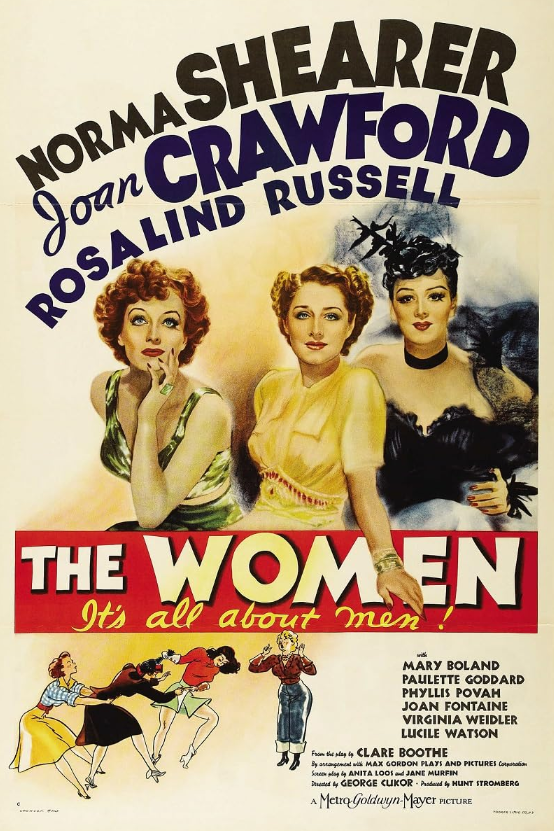 NORMA SHEARER
Joan CRAWFORD
ROSALIND RUSSELL
THE WOMEN
It's all about men!
with
MARY BOLAND
PAULETTE GODDARD
PHYLLIS POVAH
JOAN FONTAINE
VIRGINIA WEIDLER
LUCILE WATSON
From the play by CLARE BOOTHE
By arrangement with MAX GORDON PLAYS AND PICTURES Corporation
Screen play by ANITA LOOS and JANE MURFIN
Directed by GEORGE CUKOR • Produced by HUNT STROMBERG
A Metro-Goldwyn-Mayer PICTURE